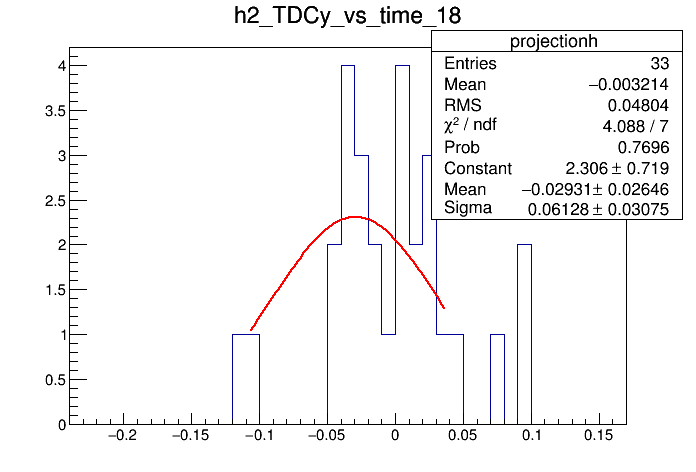 h2_TDCy_vs_time_18
projectionh
Entries 33
Mean −0.003214
RMS 0.04804
χ² / ndf 4.088 / 7
Prob 0.7696
Constant 2.306 ± 0.719
Mean −0.02931 ± 0.02646
Sigma 0.06128 ± 0.03075
4
3.5
3
2.5
2
1.5
1
0.5
0
−0.2 −0.15 −0.1 −0.05 0 0.05 0.1 0.15